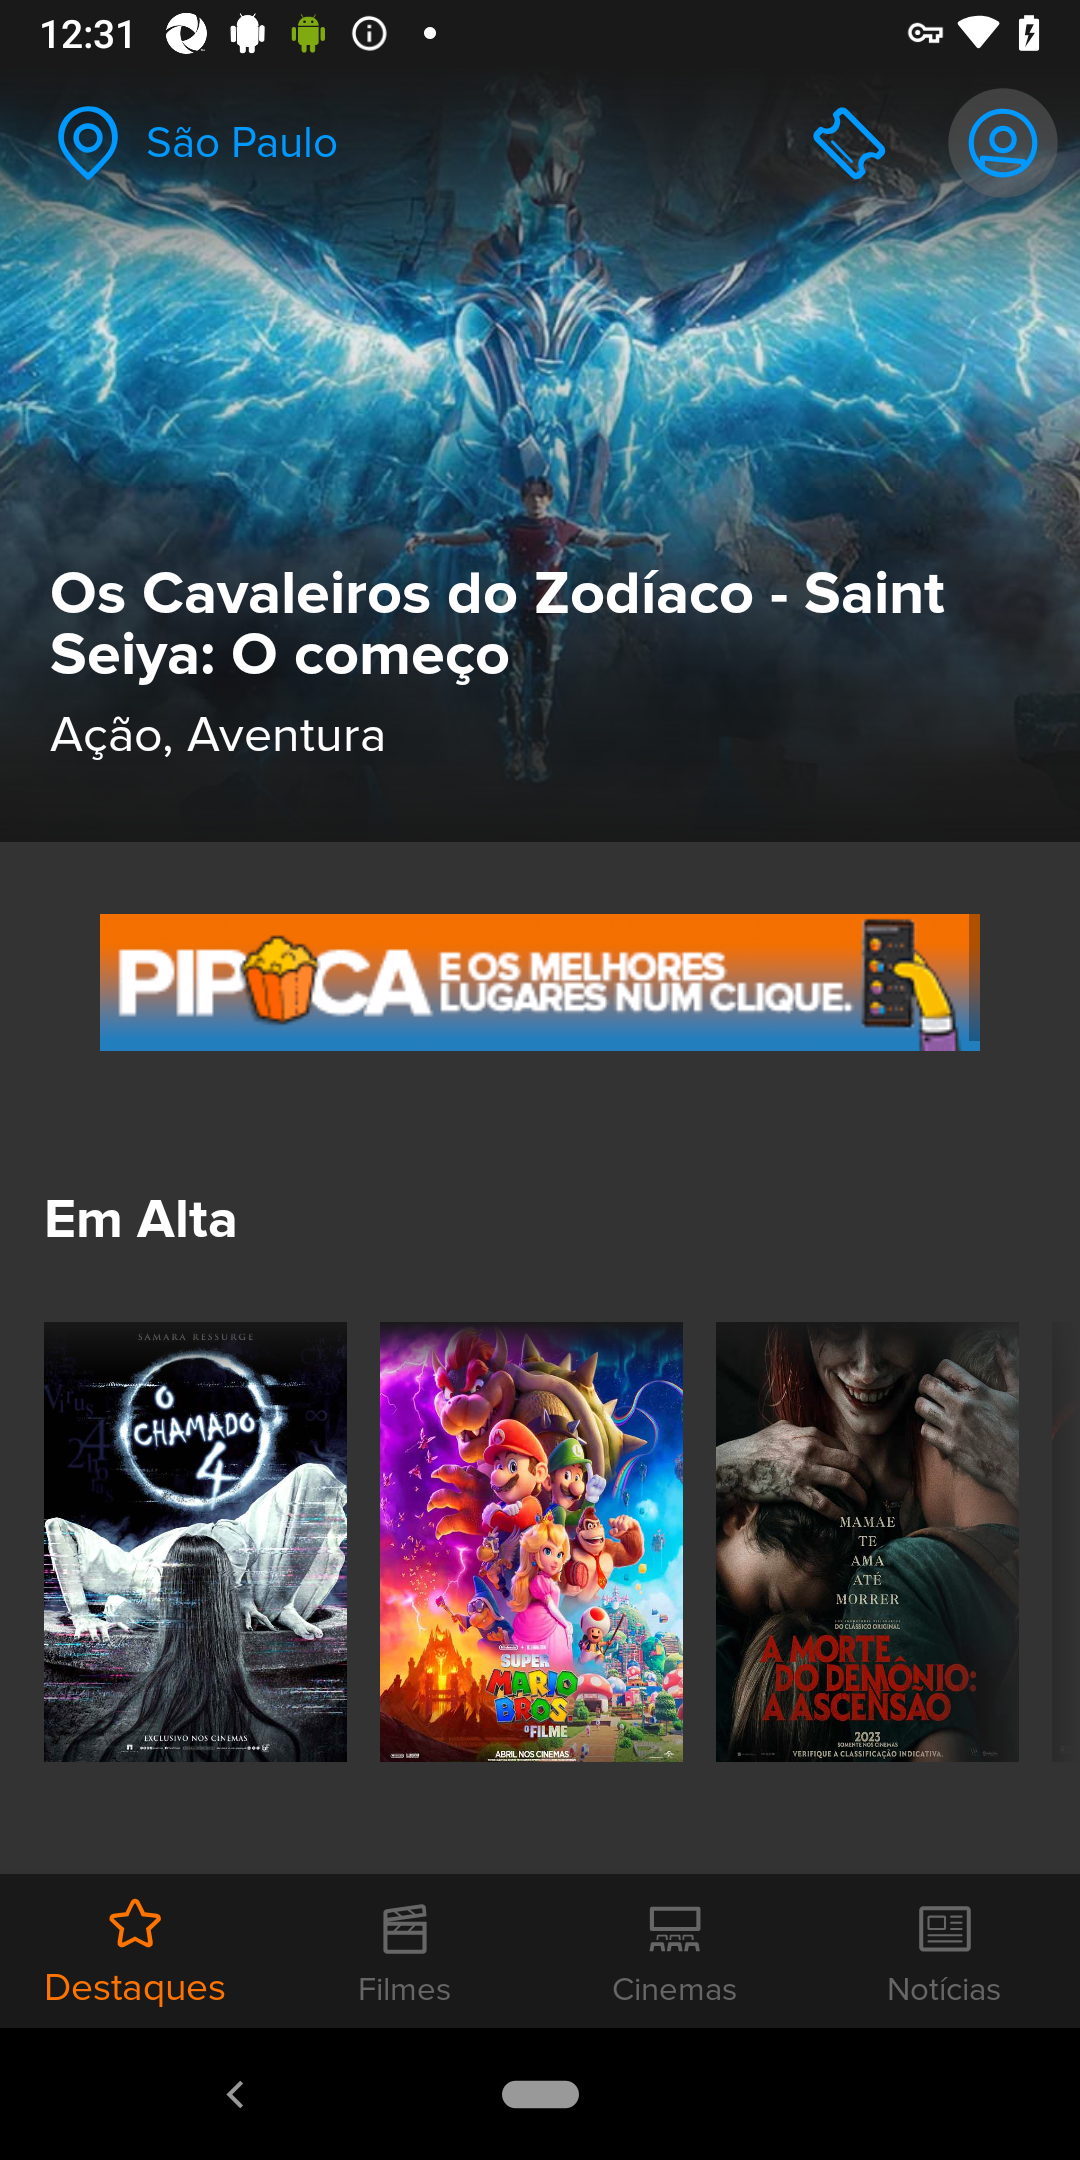 12:31
São Paulo
Os Cavaleiros do Zodíaco - Saint
Seiya: O começo
Ação, Aventura
PIPOCA E OS MELHORES
LUGARES NUM CLIQUE.
Em Alta
SAMARA RESSURGE
O
CHAMADO
4
EXCLUSIVO NOS CINEMAS
SUPER
MARIO
BROS.
O FILME
ABRIL NOS CINEMAS
MAMÃE
TE
AMA
ATÉ
MORRER
DO CLÁSSICO ORIGINAL
A MORTE
DO DEMÔNIO:
A ASCENSÃO
2023
SOMENTE NOS CINEMAS
VERIFIQUE A CLASSIFICAÇÃO INDICATIVA.
Destaques
Filmes
Cinemas
Notícias